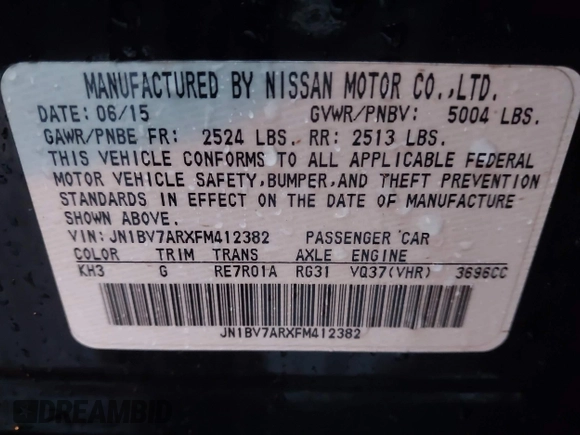 MANUFACTURED BY NISSAN MOTOR CO.,LTD.
DATE: 06/15 GVWR/PNBV: 5004 LBS.
GAWR/PNBE FR: 2524 LBS. RR: 2513 LBS.
THIS VEHICLE CONFORMS TO ALL APPLICABLE FEDERAL
MOTOR VEHICLE SAFETY,BUMPER,AND THEFT PREVENTION
STANDARDS IN EFFECT ON THE DATE OF MANUFACTURE
SHOWN ABOVE.
VIN: JN1BV7ARXFM412382 PASSENGER CAR
COLOR TRIM TRANS AXLE ENGINE
KH3 G RE7R01A RG31 VQ37(VHR) 3696CC
JN1BV7ARXFM412382
DREAMBID